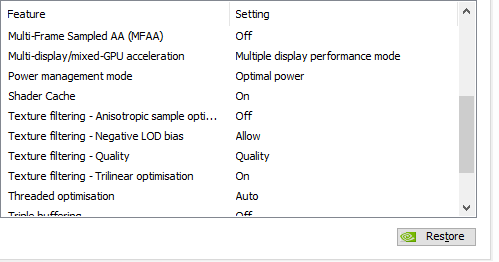 Feature Setting
Multi-Frame Sampled AA (MFAA) Off
Multi-display/mixed-GPU acceleration Multiple display performance mode
Power management mode Optimal power
Shader Cache On
Texture filtering - Anisotropic sample opti... Off
Texture filtering - Negative LOD bias Allow
Texture filtering - Quality Quality
Texture filtering - Trilinear optimisation On
Threaded optimisation Auto
Triple buffering Off
Restore